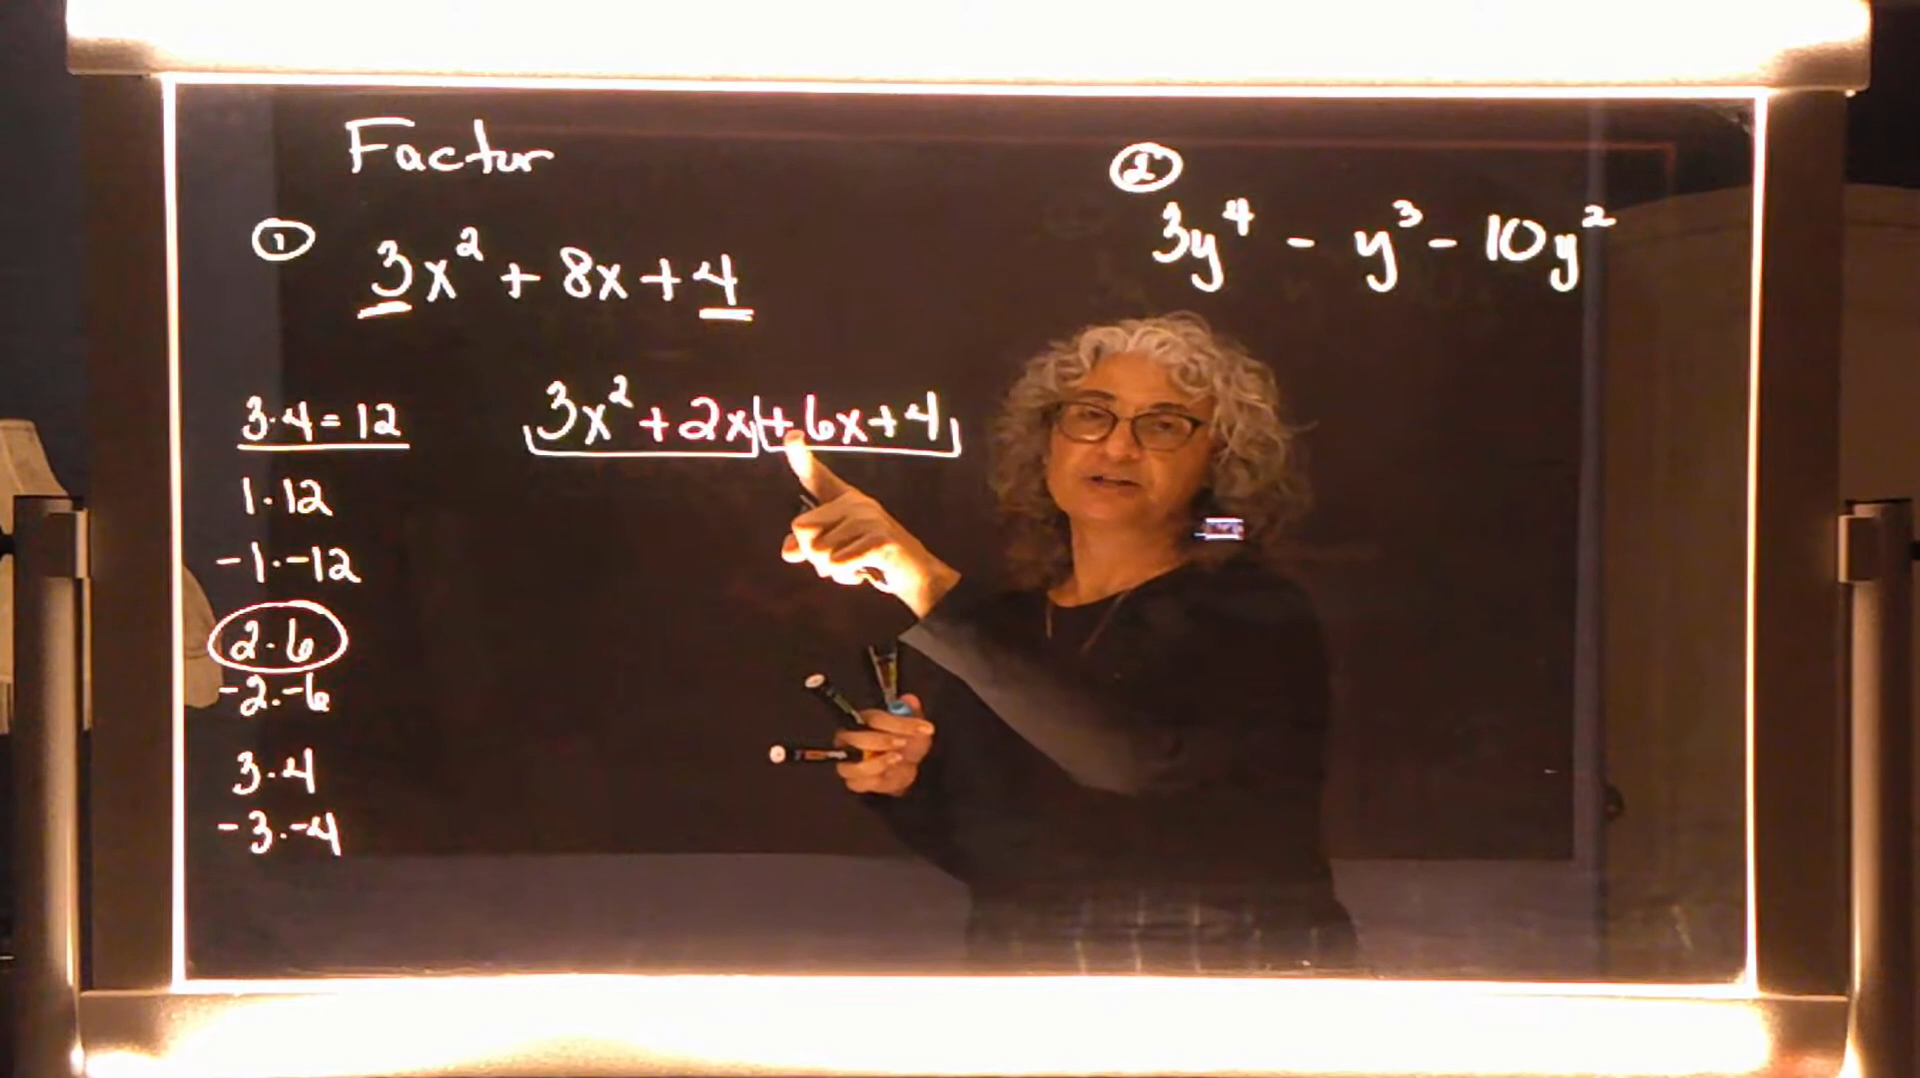 Factor
① 3x² + 8x + 4
3·4 = 12
1·12
-1·-12
2·6
-2·-6
3·4
-3·-4
3x² + 2x + 6x + 4
② 3y⁴ - y³ - 10y²